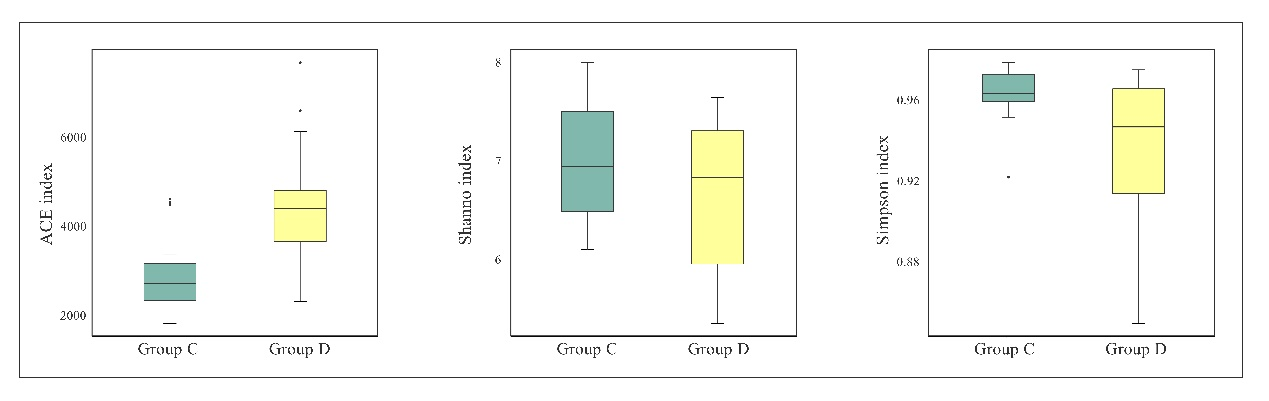 ACE index
6000
4000
2000
Group C
Group D
Shanno index
8
7
6
Group C
Group D
Simpson index
0.96
0.92
0.88
Group C
Group D